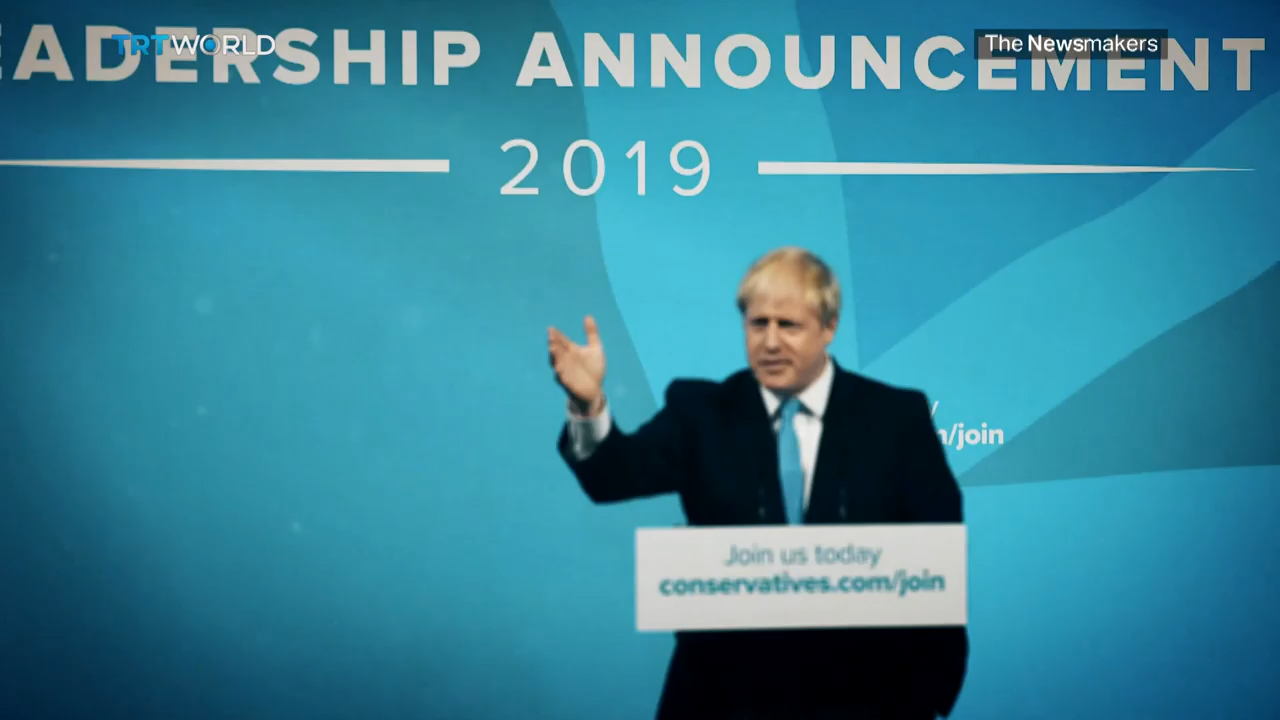 TRT WORLD
The Newsmakers
EADERSHIP ANNOUNCEMENT
2019
/join
Join us today
conservatives.com/join